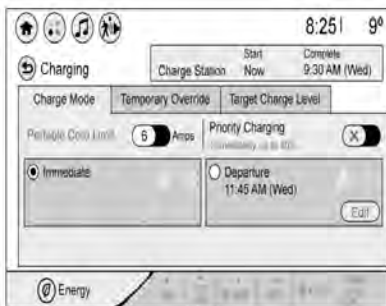 8:25 9°
Charging
Start Complete
Charge Station Now 9:30 AM (Wed)
Charge Mode Temporary Override Target Charge Level
Portable Cord Limit 6 Amps Priority Charging X
Immediate Departure
11:45 AM (Wed)
Edit
Energy